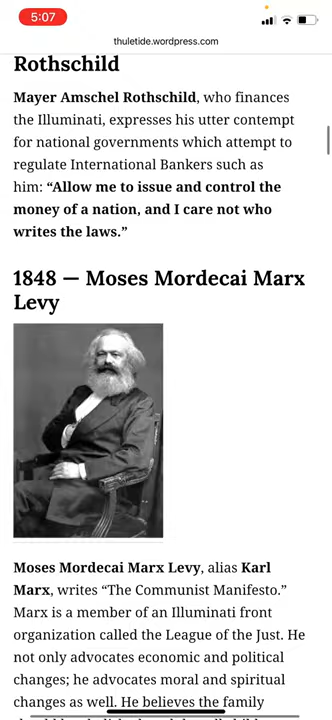 5:07
thuletide.wordpress.com
Rothschild
Mayer Amschel Rothschild, who finances
the Illuminati, expresses his utter contempt
for national governments which attempt to
regulate International Bankers such as
him: “Allow me to issue and control the
money of a nation, and I care not who
writes the laws.”
1848 — Moses Mordecai Marx
Levy
Moses Mordecai Marx Levy, alias Karl
Marx, writes “The Communist Manifesto.”
Marx is a member of an Illuminati front
organization called the League of the Just. He
not only advocates economic and political
changes; he advocates moral and spiritual
changes as well. He believes the family